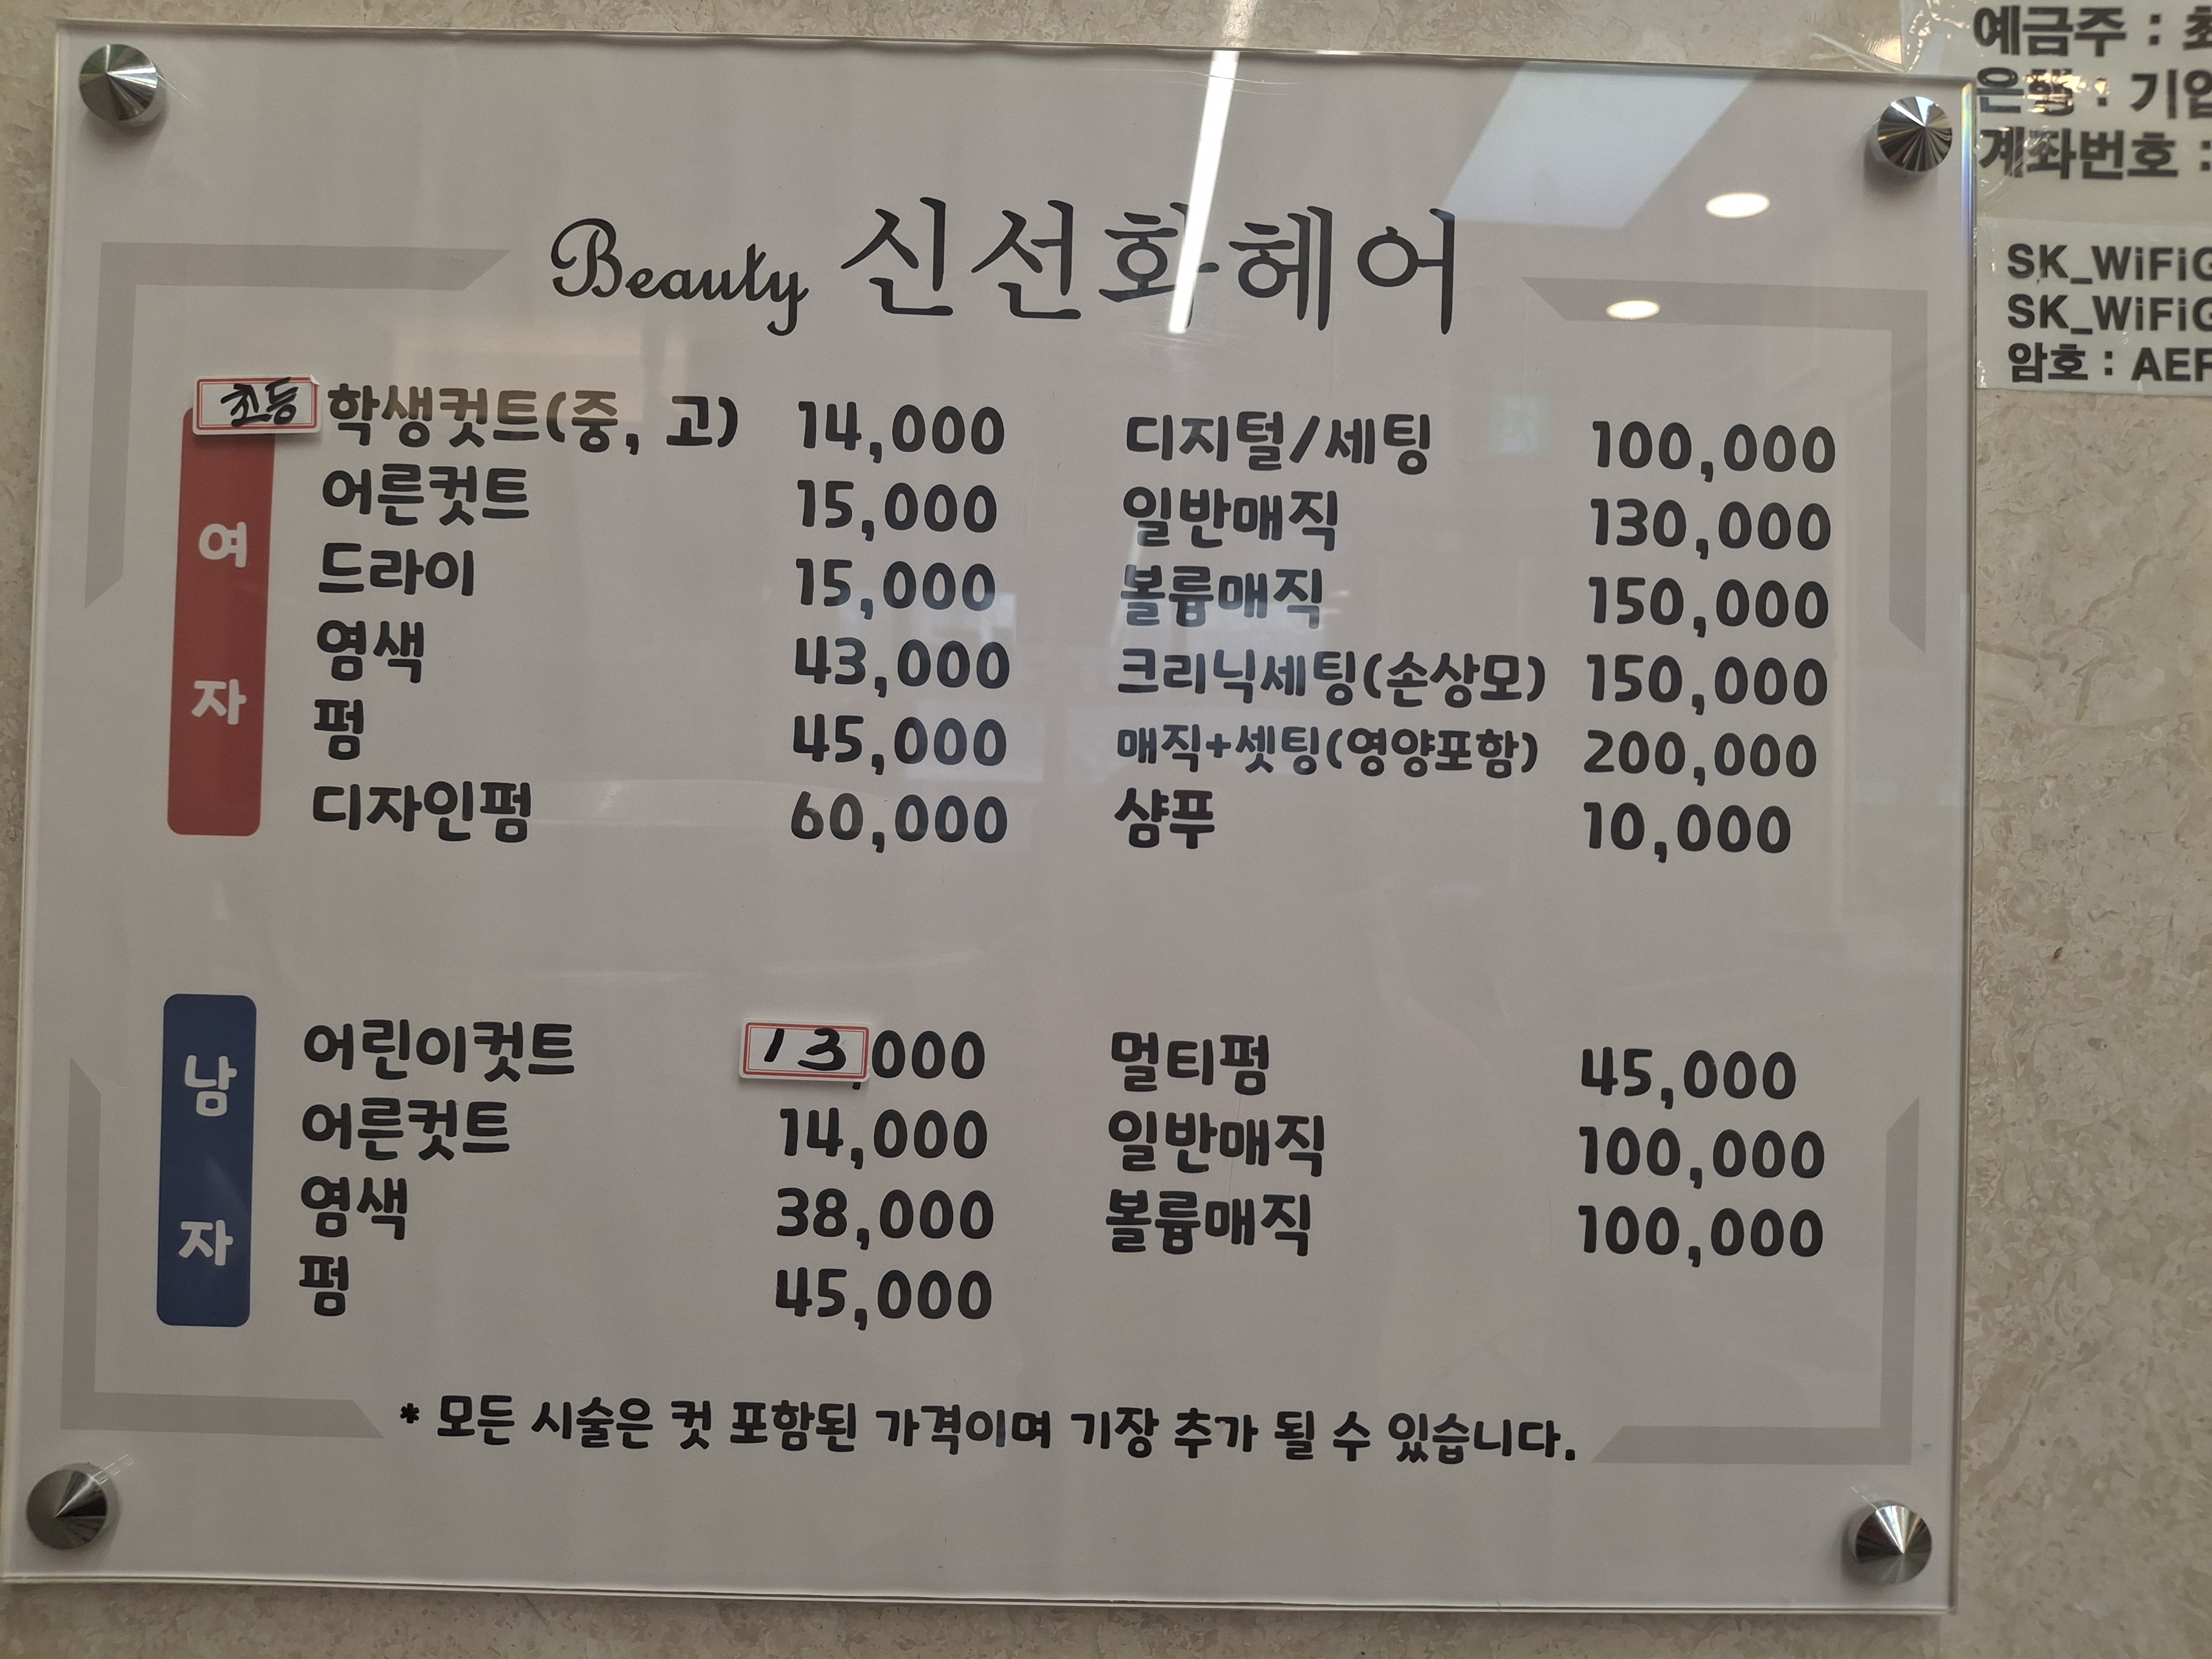 Beauty 신선화헤어
여자
초등 학생컷트(중, 고) 14,000
어른컷트 15,000
드라이 15,000
염색 43,000
펌 45,000
디자인펌 60,000
디지털/세팅 100,000
일반매직 130,000
볼륨매직 150,000
크리닉세팅(손상모) 150,000
매직+셋팅(영양포함) 200,000
샴푸 10,000
남자
어린이컷트 13,000
어른컷트 14,000
염색 38,000
펌 45,000
멀티펌 45,000
일반매직 100,000
볼륨매직 100,000
* 모든 시술은 컷 포함된 가격이며 기장 추가 될 수 있습니다.
예금주 :
은행 : 기업
계좌번호 :
SK_WiFiG
SK_WiFiG
암호 :